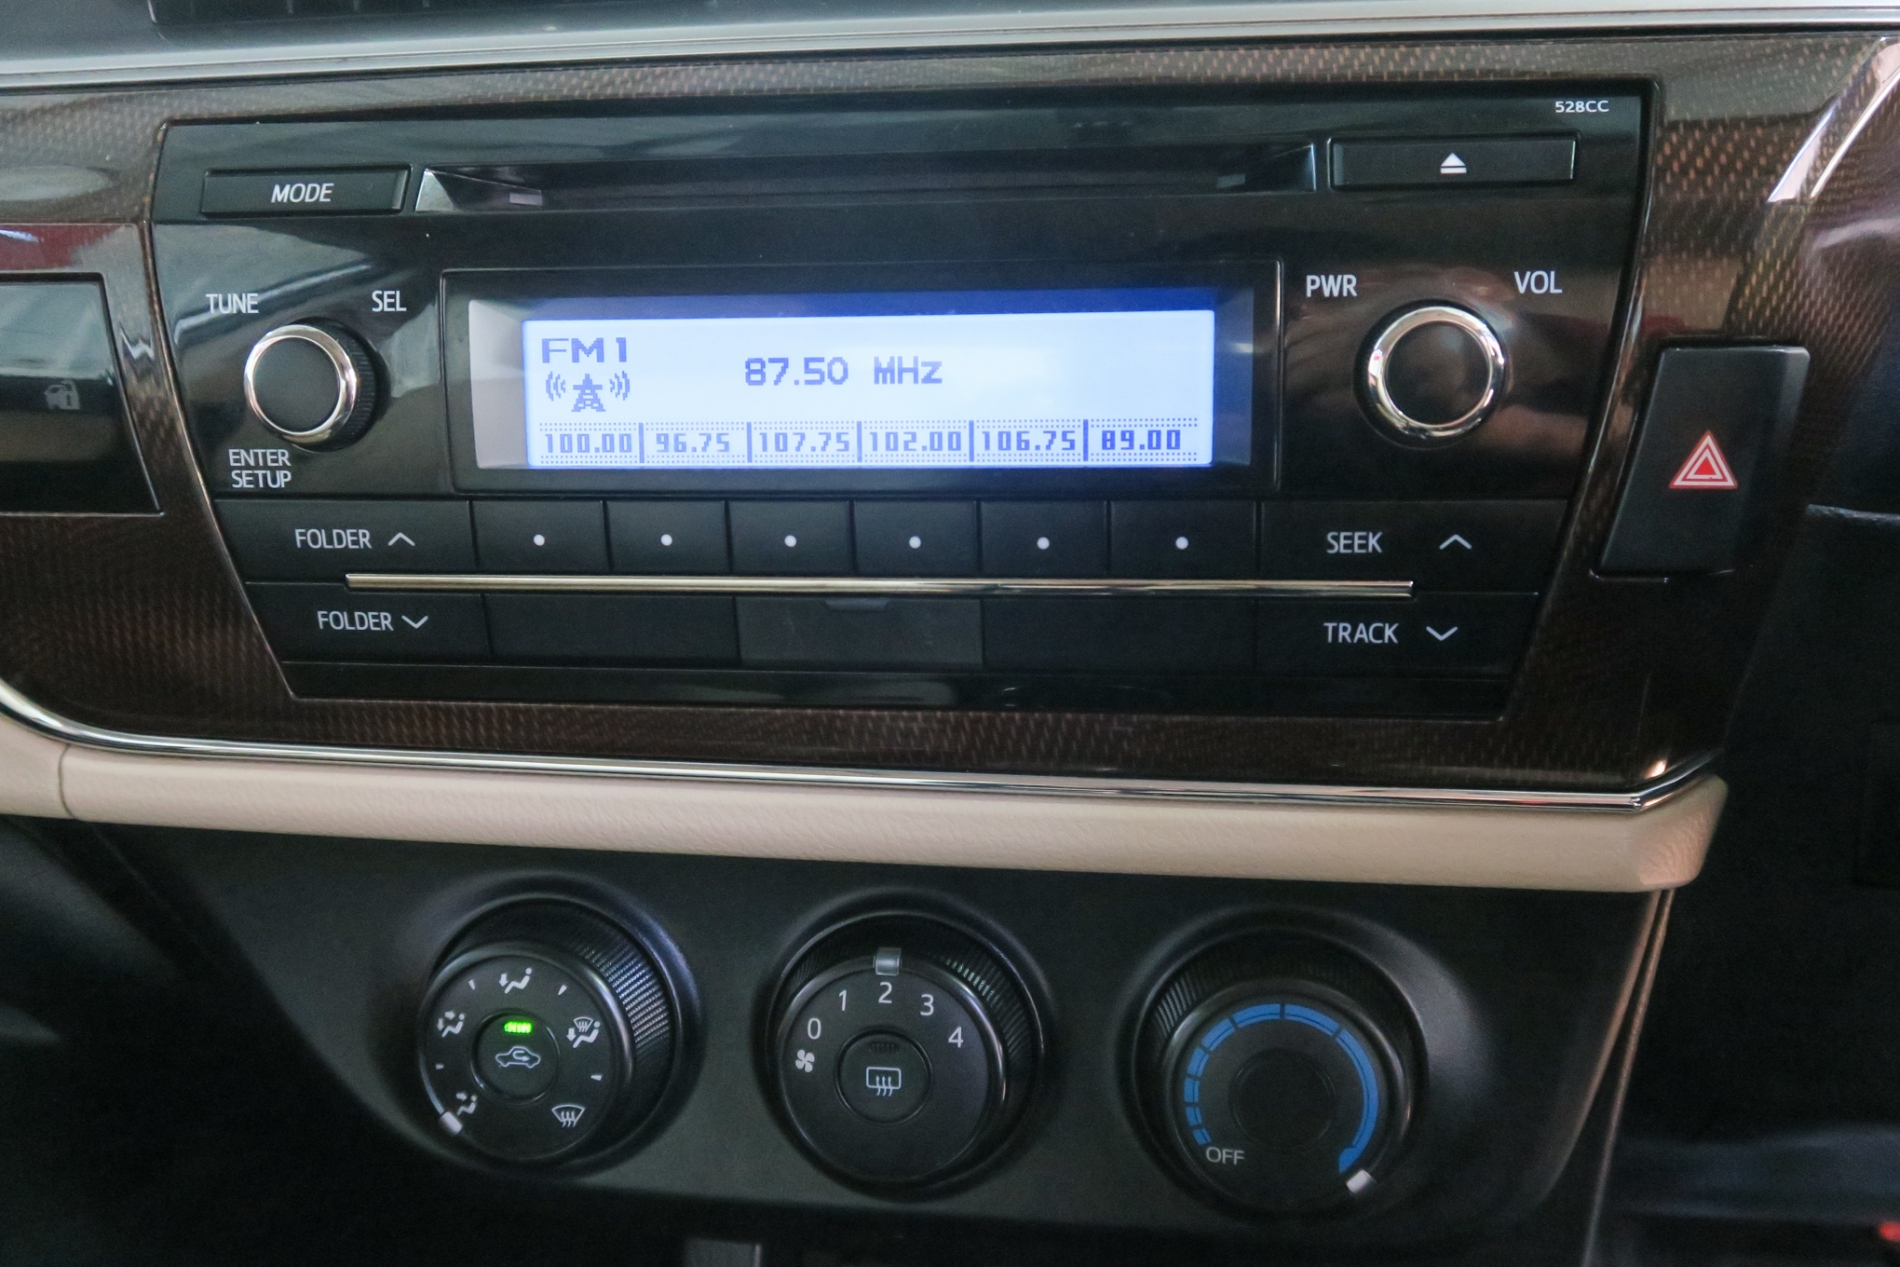 528CC
MODE
TUNE SEL
PWR VOL
FM1
87.50 MHz
100.00 96.75 107.75 102.00 106.75 89.00
ENTER
SETUP
FOLDER
SEEK
FOLDER
TRACK
0 1 2 3 4
OFF